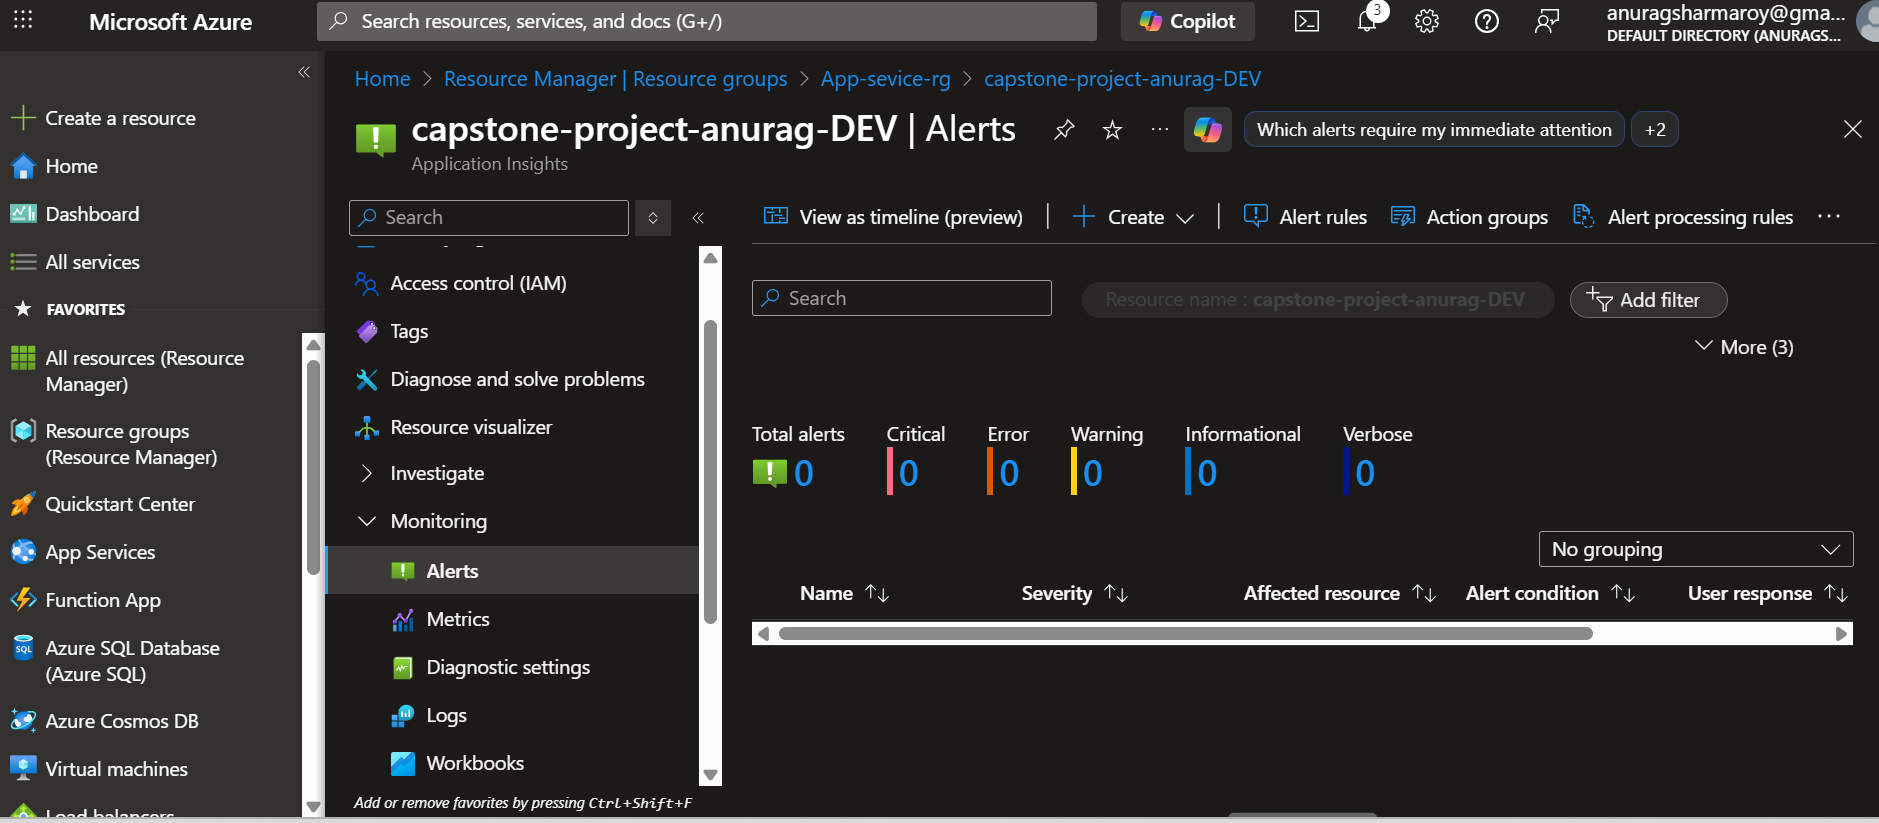 Microsoft Azure
Search resources, services, and docs (G+/)
Copilot
3
anuragsharmaroy@gma...
DEFAULT DIRECTORY (ANURAGS...
Create a resource
Home
Dashboard
All services
FAVORITES
All resources (Resource
Manager)
Resource groups
(Resource Manager)
Quickstart Center
App Services
Function App
SQL
Azure SQL Database
(Azure SQL)
Azure Cosmos DB
Virtual machines
Load balancers
Home > Resource Manager | Resource groups > App-sevice-rg > capstone-project-anurag-DEV
capstone-project-anurag-DEV | Alerts
Application Insights
Which alerts require my immediate attention
+2
Search
Access control (IAM)
Tags
Diagnose and solve problems
Resource visualizer
Investigate
Monitoring
Alerts
Metrics
Diagnostic settings
Logs
Workbooks
Add or remove favorites by pressing Ctrl+Shift+F
View as timeline (preview) | Create | Alert rules Action groups Alert processing rules ...
Search
Resource name : capstone-project-anurag-DEV
Add filter
More (3)
Total alerts Critical Error Warning Informational Verbose
0 0 0 0 0 0
No grouping
Name Severity Affected resource Alert condition User response